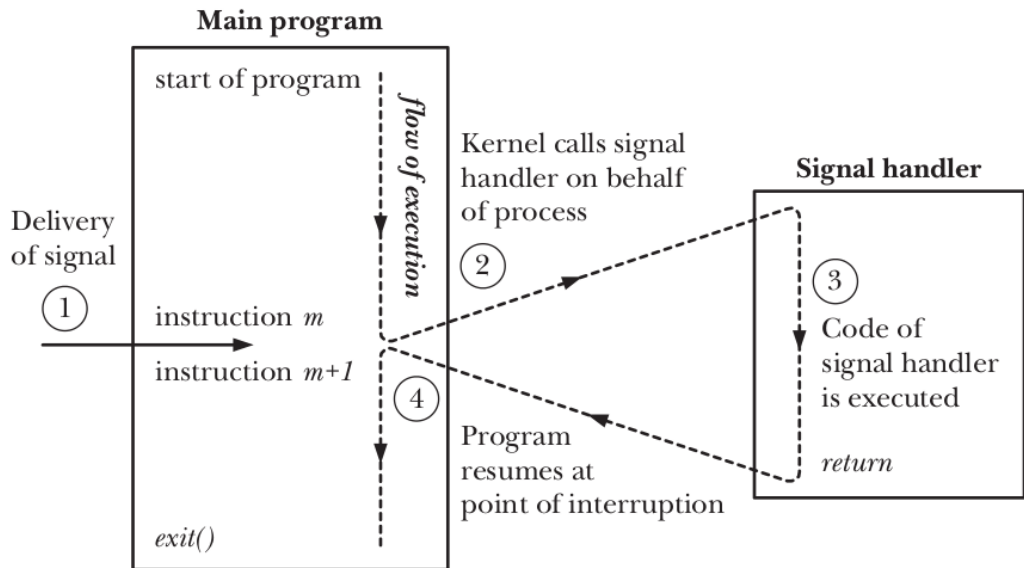 Main program
start of program
flow of execution
Kernel calls signal
handler on behalf
of process
2
Signal handler
Delivery
of signal
1
instruction m
instruction m+1
3
Code of
signal handler
is executed
4
Program
resumes at
point of interruption
return
exit()